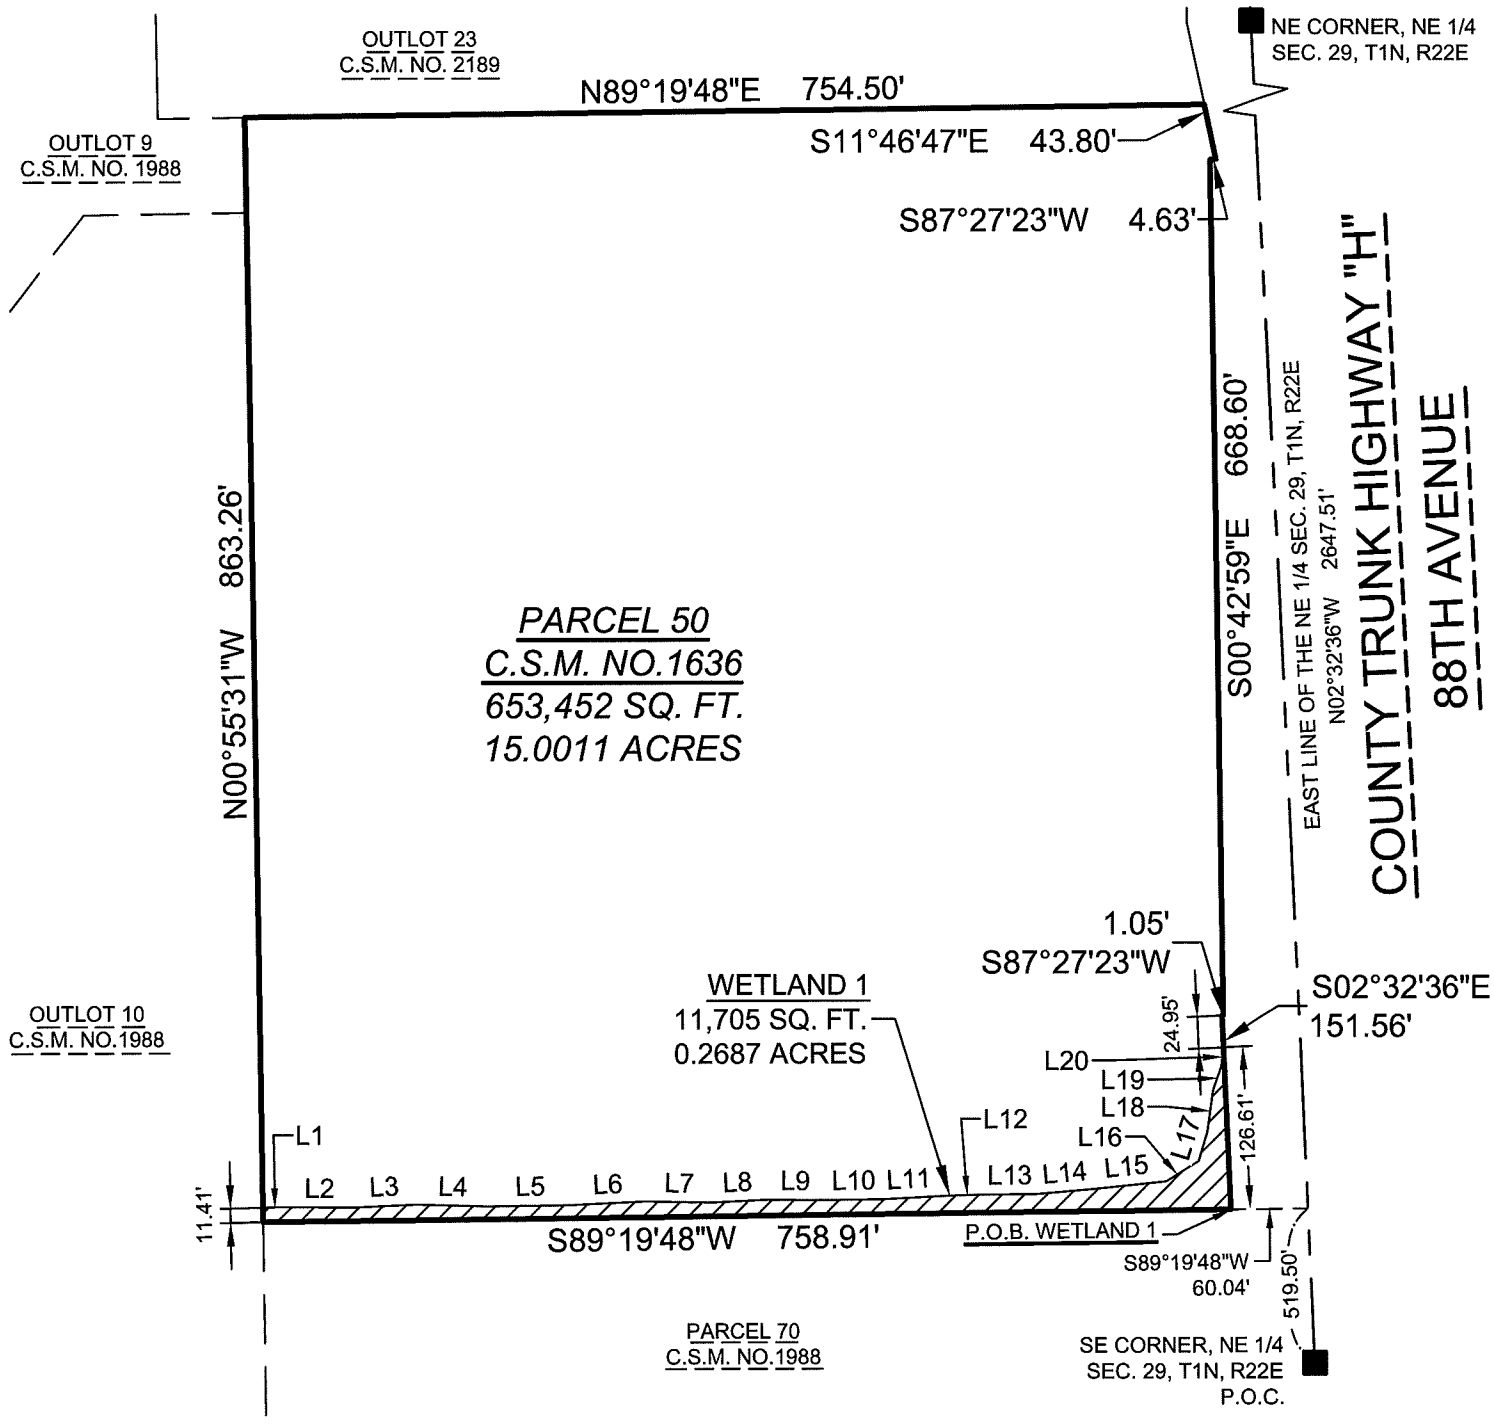 OUTLOT 23
C.S.M. NO. 2189
NE CORNER, NE 1/4
SEC. 29, T1N, R22E
N89°19'48"E 754.50'
OUTLOT 9
C.S.M. NO. 1988
S11°46'47"E 43.80'
S87°27'23"W 4.63'
COUNTY TRUNK HIGHWAY "H"
88TH AVENUE
EAST LINE OF THE NE 1/4 SEC. 29, T1N, R22E
N02°32'36"W 2647.51'
S00°42'59"E 668.60'
N00°55'31"W 863.26'
PARCEL 50
C.S.M. NO.1636
653,452 SQ. FT.
15.0011 ACRES
1.05'
S87°27'23"W
WETLAND 1
11,705 SQ. FT.
0.2687 ACRES
S02°32'36"E
151.56'
OUTLOT 10
C.S.M. NO.1988
24.95'
126.61'
L20
L19
L18
L17
L16
L15
L14
L13
L12
L11
L10
L9
L8
L7
L6
L5
L4
L3
L2
L1
11.41'
S89°19'48"W 758.91'
P.O.B. WETLAND 1
S89°19'48"W
60.04'
519.50'
PARCEL 70
C.S.M. NO.1988
SE CORNER, NE 1/4
SEC. 29, T1N, R22E
P.O.C.